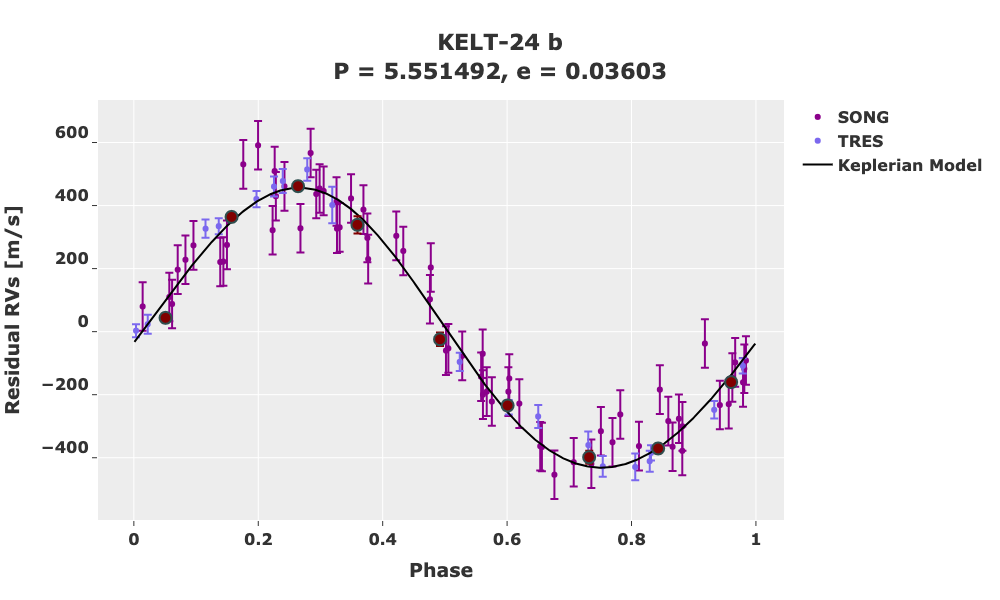 KELT-24 b
P = 5.551492, e = 0.03603
SONG
TRES
Keplerian Model
Residual RVs [m/s]
600
400
200
0
−200
−400
0
0.2
0.4
0.6
0.8
1
Phase